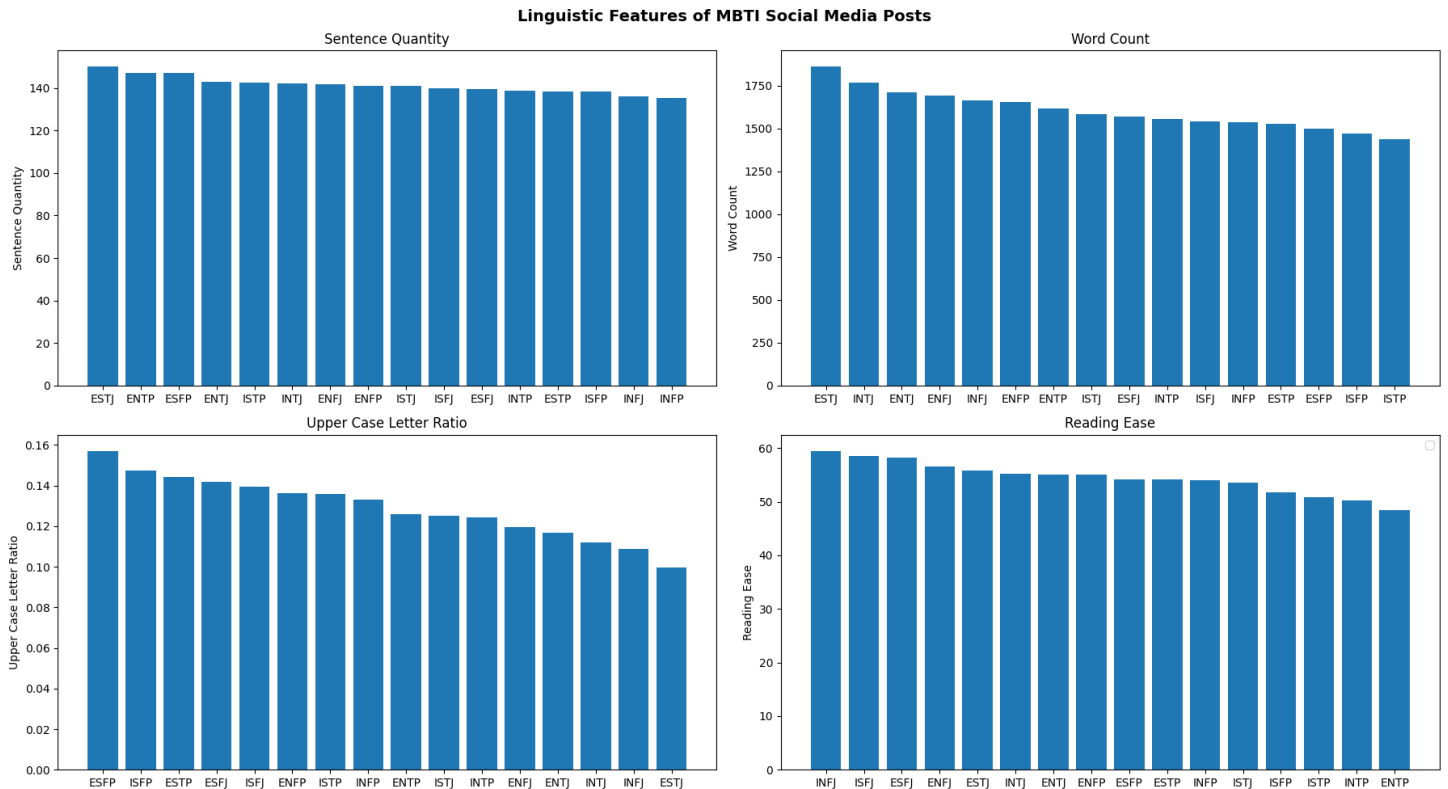 Linguistic Features of MBTI Social Media Posts
Sentence Quantity
Sentence Quantity
140
120
100
80
60
40
20
0
ESTJ ENTP ESFP ENTJ ISTP INTJ ENFJ ENFP ISTJ ISFJ ESFJ INTP ESTP ISFP INFJ INFP
Word Count
Word Count
1750
1500
1250
1000
750
500
250
0
ESTJ INTJ ENTJ ENFJ INFJ ENFP ENTP ISTJ ESFJ INTP ISFJ INFP ESTP ESFP ISFP ISTP
Upper Case Letter Ratio
Upper Case Letter Ratio
0.16
0.14
0.12
0.10
0.08
0.06
0.04
0.02
0.00
ESFP ISFP ESTP ESFJ ISFJ ENFP ISTP INFP ENTP ISTJ INTP ENFJ ENTJ INTJ INFJ ESTJ
Reading Ease
Reading Ease
60
50
40
30
20
10
0
INFJ ISFJ ESFJ ENFJ ESTJ INTJ ENTJ ENFP ESFP ESTP INFP ISTJ ISFP ISTP INTP ENTP